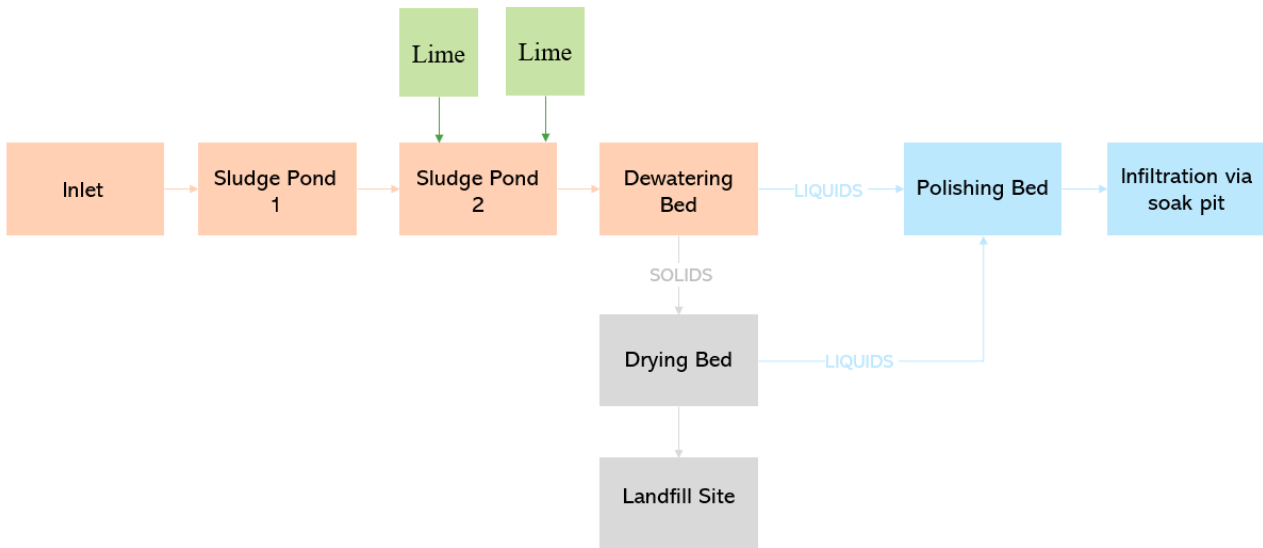 Lime
Lime
Inlet
Sludge Pond
1
Sludge Pond
2
Dewatering
Bed
LIQUIDS
Polishing Bed
Infiltration via
soak pit
SOLIDS
Drying Bed
LIQUIDS
Landfill Site